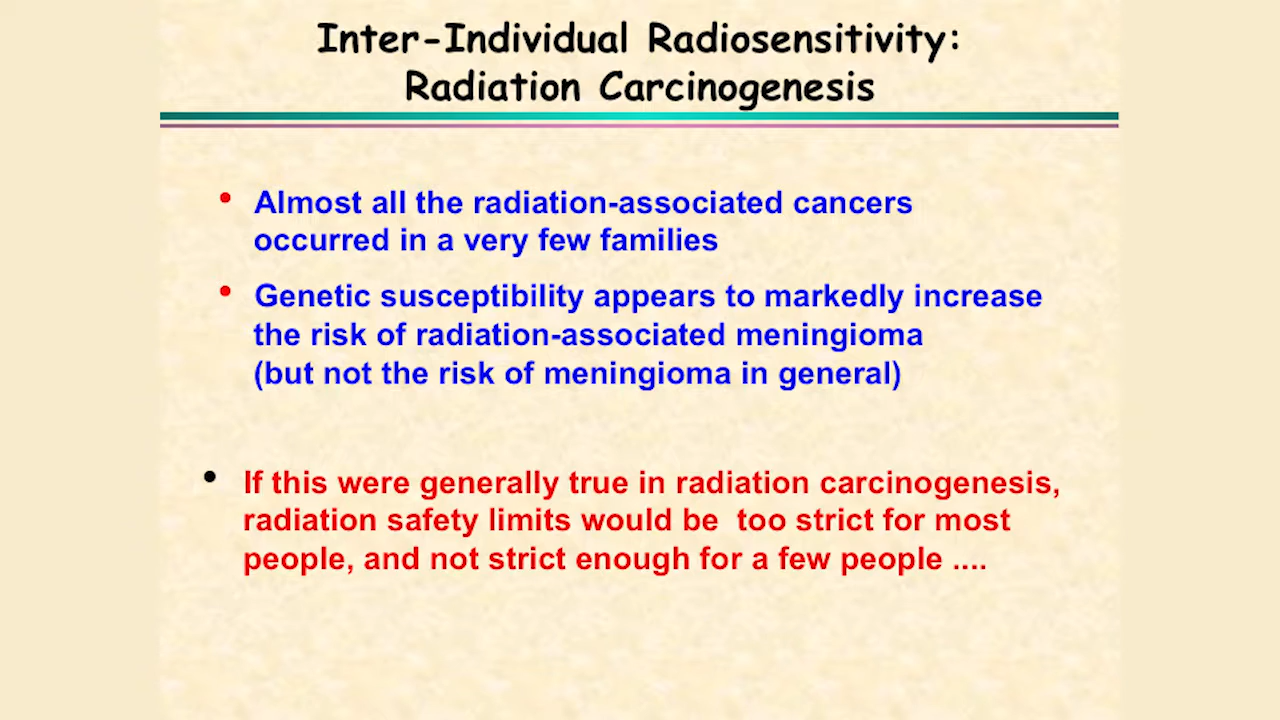 Inter-Individual Radiosensitivity:
Radiation Carcinogenesis
• Almost all the radiation-associated cancers
occurred in a very few families
• Genetic susceptibility appears to markedly increase
the risk of radiation-associated meningioma
(but not the risk of meningioma in general)
• If this were generally true in radiation carcinogenesis,
radiation safety limits would be  too strict for most
people, and not strict enough for a few people ....